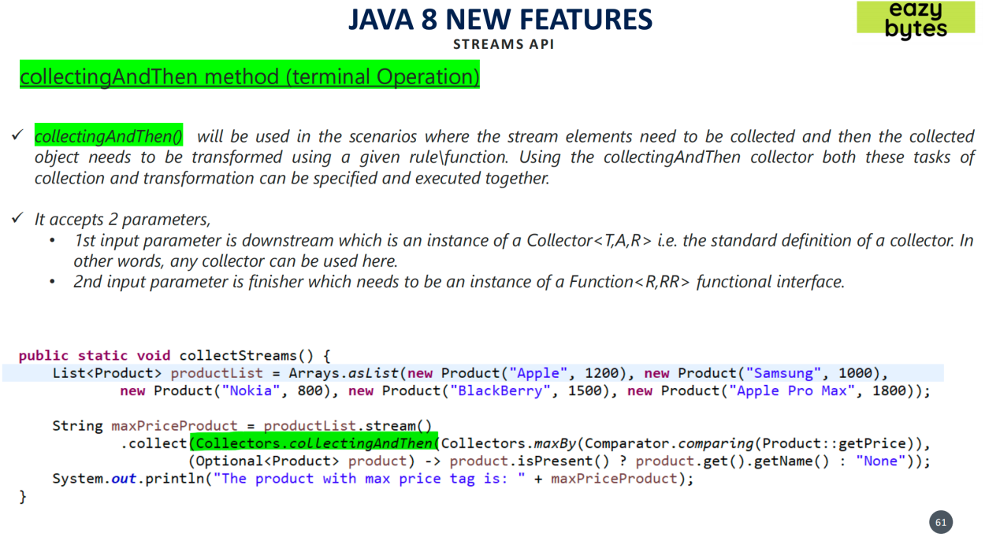 JAVA 8 NEW FEATURES
STREAMS API
eazy
bytes
collectingAndThen method (terminal Operation)
✓ collectingAndThen() will be used in the scenarios where the stream elements need to be collected and then the collected
object needs to be transformed using a given rule\function. Using the collectingAndThen collector both these tasks of
collection and transformation can be specified and executed together.
✓ It accepts 2 parameters,
• 1st input parameter is downstream which is an instance of a Collector<T,A,R> i.e. the standard definition of a collector. In
other words, any collector can be used here.
• 2nd input parameter is finisher which needs to be an instance of a Function<R,RR> functional interface.
public static void collectStreams() {
List<Product> productList = Arrays.asList(new Product("Apple", 1200), new Product("Samsung", 1000),
new Product("Nokia", 800), new Product("BlackBerry", 1500), new Product("Apple Pro Max", 1800));
String maxPriceProduct = productList.stream()
.collect(Collectors.collectingAndThen(Collectors.maxBy(Comparator.comparing(Product::getPrice)),
(Optional<Product> product) -> product.isPresent() ? product.get().getName() : "None"));
System.out.println("The product with max price tag is: " + maxPriceProduct);
}
61